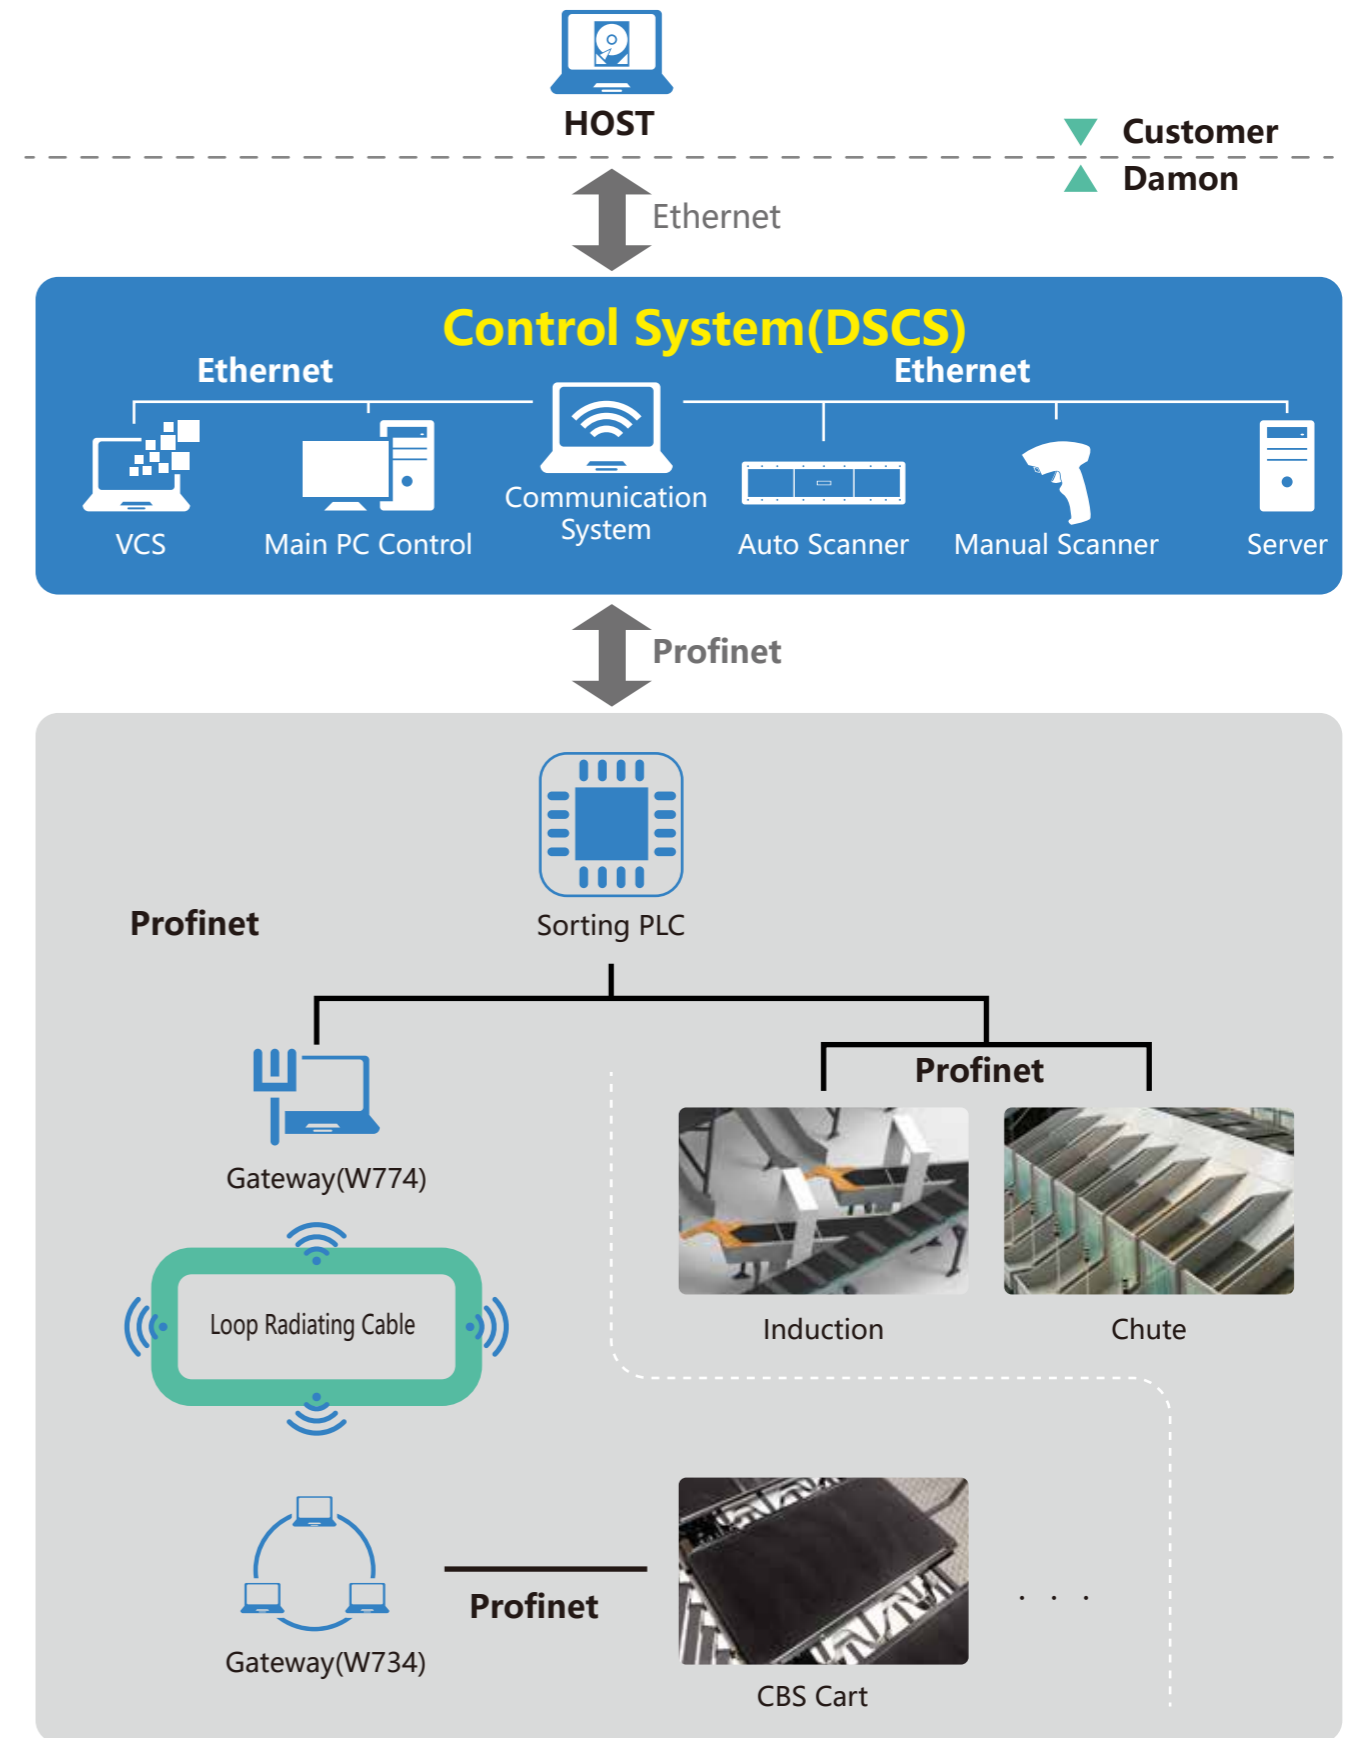 HOST
Customer
Damon
Ethernet
Control System(DSCS)
Ethernet
Ethernet
VCS
Main PC Control
Communication
System
Auto Scanner
Manual Scanner
Server
Profinet
Sorting PLC
Profinet
Profinet
Gateway(W774)
Loop Radiating Cable
Induction
Chute
Profinet
Gateway(W734)
CBS Cart
. . .